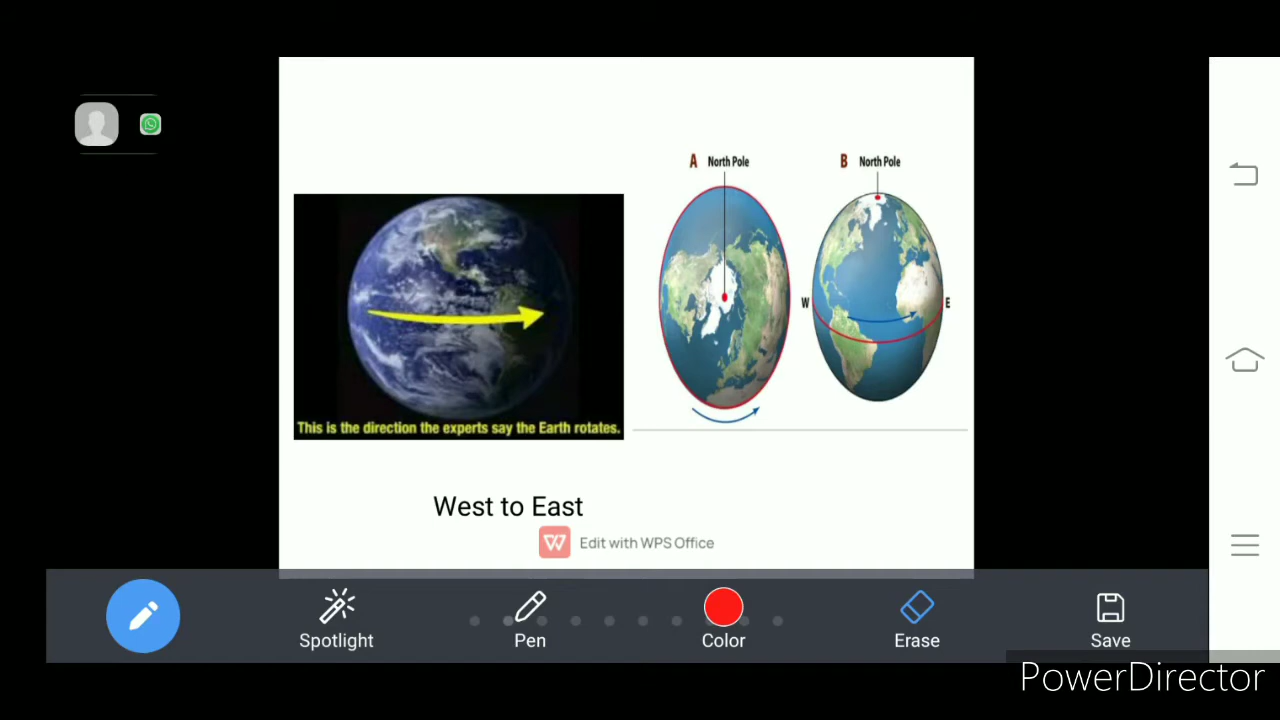 A North Pole
B North Pole
W
E
This is the direction the experts say the Earth rotates.
West to East
Edit with WPS Office
Spotlight
Pen
Color
Erase
Save
PowerDirector